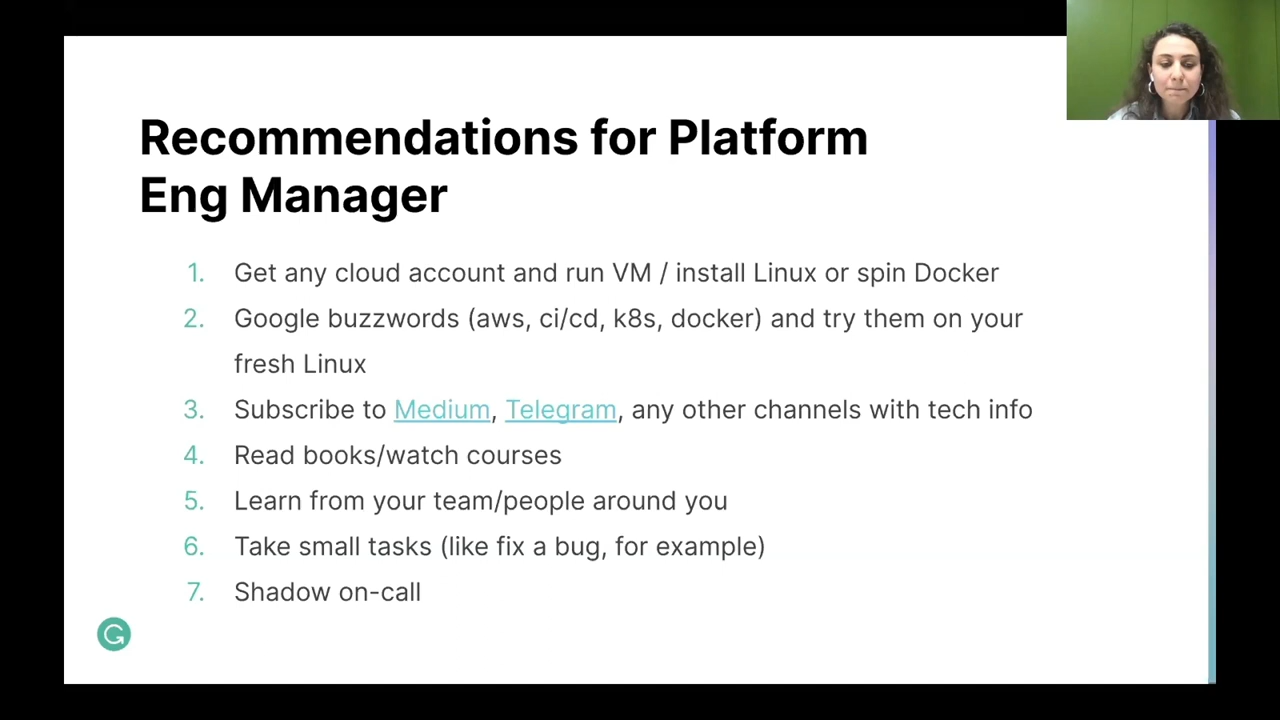 Recommendations for Platform
Eng Manager
1. Get any cloud account and run VM / install Linux or spin Docker
2. Google buzzwords (aws, ci/cd, k8s, docker) and try them on your
fresh Linux
3. Subscribe to Medium, Telegram, any other channels with tech info
4. Read books/watch courses
5. Learn from your team/people around you
6. Take small tasks (like fix a bug, for example)
7. Shadow on-call